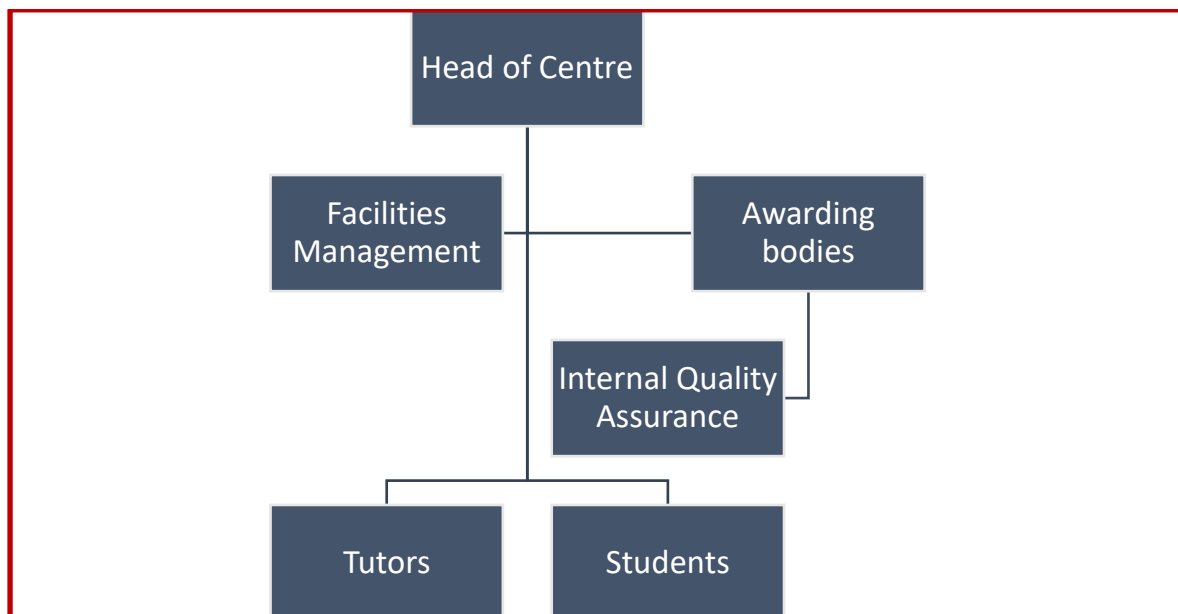 Head of Centre
Facilities
Management
Awarding
bodies
Internal Quality
Assurance
Tutors
Students